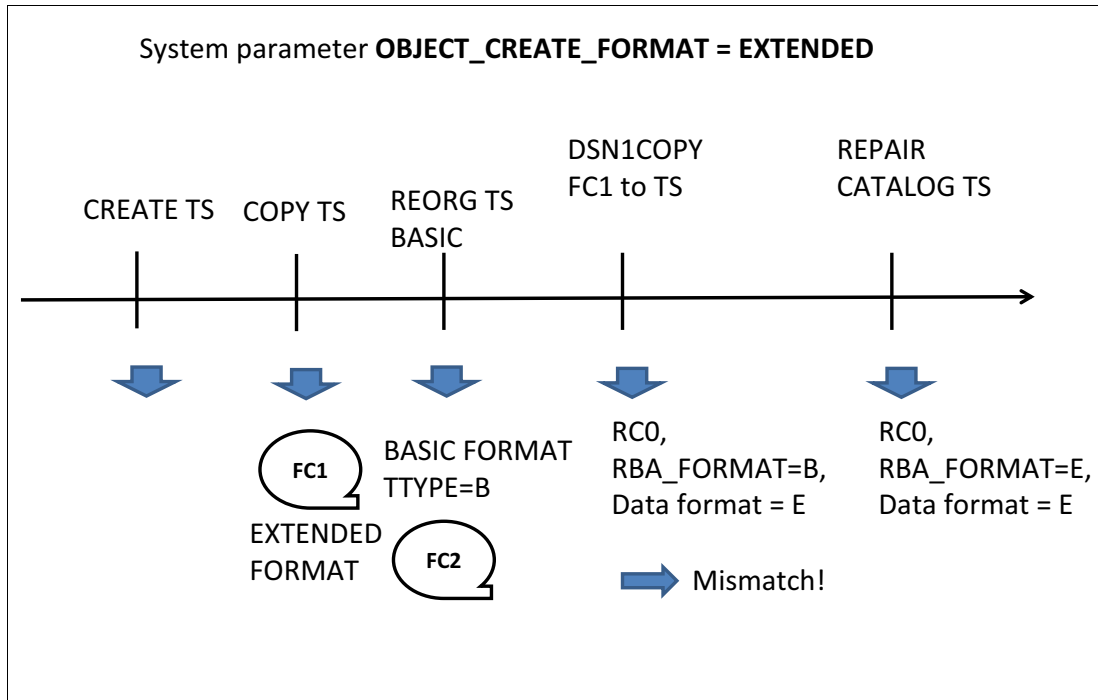 System parameter OBJECT_CREATE_FORMAT = EXTENDED
CREATE TS
COPY TS
REORG TS
BASIC
DSN1COPY
FC1 to TS
REPAIR
CATALOG TS
FC1
EXTENDED
FORMAT
BASIC FORMAT
TTYPE=B
FC2
RC0,
RBA_FORMAT=B,
Data format = E
Mismatch!
RC0,
RBA_FORMAT=E,
Data format = E